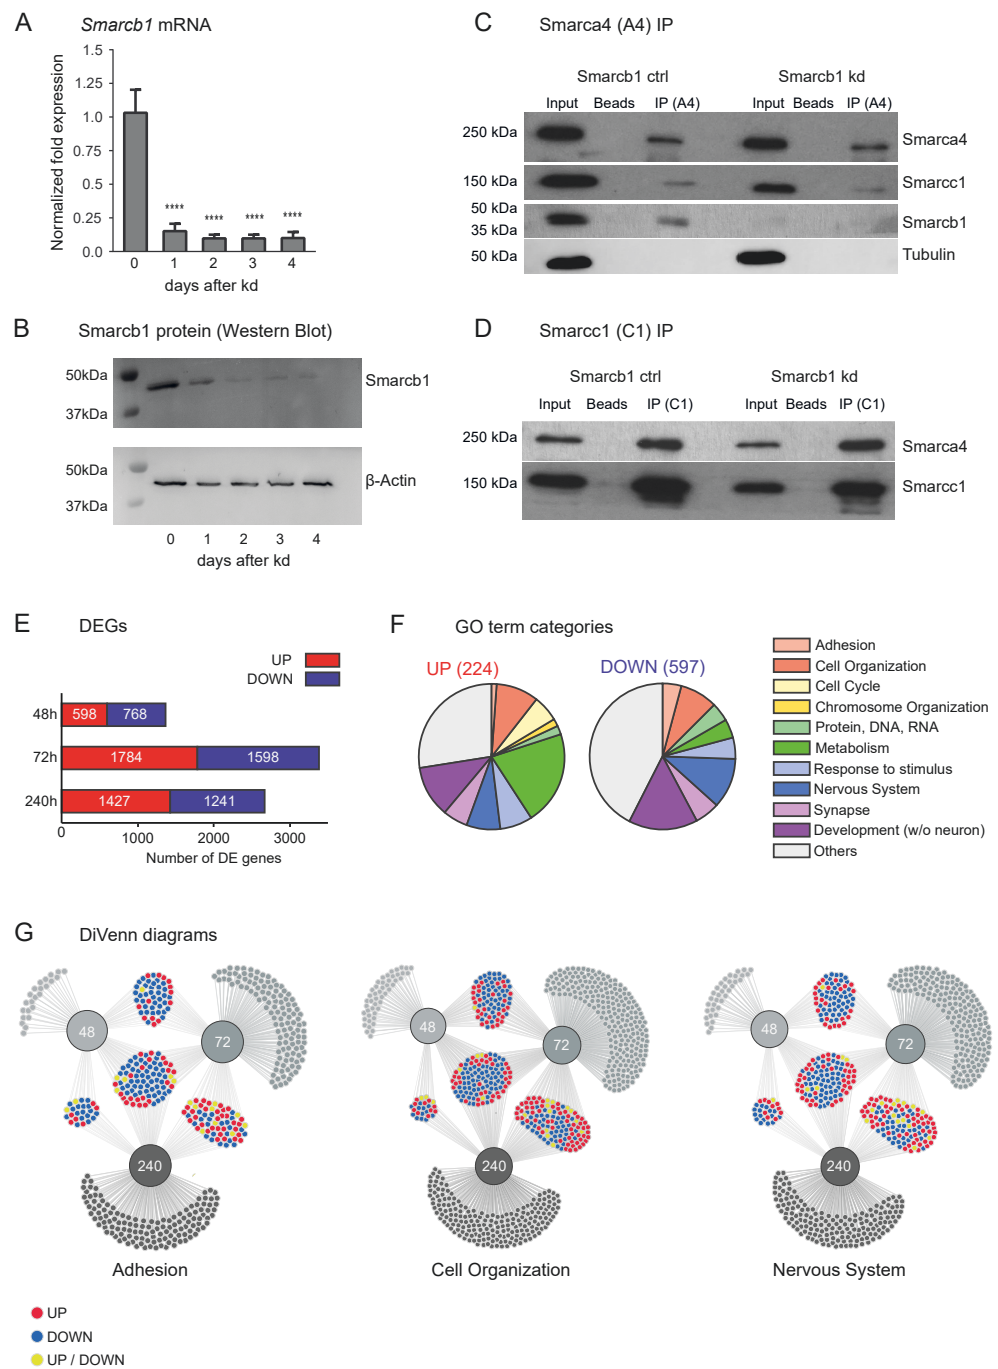 A
Smarcb1 mRNA
Normalized fold expression
1.5
1.0
0.75
0.5
0.25
0.0
****
****
****
****
0 1 2 3 4
days after kd
B
Smarcb1 protein (Western Blot)
50kDa
37kDa
Smarcb1
50kDa
37kDa
β-Actin
0 1 2 3 4
days after kd
C
Smarca4 (A4) IP
Smarcb1 ctrl Smarcb1 kd
Input Beads IP (A4) Input Beads IP (A4)
250 kDa
Smarca4
150 kDa
Smarcc1
50 kDa
35 kDa
Smarcb1
50 kDa
Tubulin
D
Smarcc1 (C1) IP
Smarcb1 ctrl Smarcb1 kd
Input Beads IP (C1) Input Beads IP (C1)
250 kDa
Smarca4
150 kDa
Smarcc1
E
DEGs
UP
DOWN
48h 598 768
72h 1784 1598
240h 1427 1241
0 1000 2000 3000
Number of DE genes
F
GO term categories
UP (224)
DOWN (597)
Adhesion
Cell Organization
Cell Cycle
Chromosome Organization
Protein, DNA, RNA
Metabolism
Response to stimulus
Nervous System
Synapse
Development (w/o neuron)
Others
G
DiVenn diagrams
48
72
240
Adhesion
48
72
240
Cell Organization
48
72
240
Nervous System
UP
DOWN
UP / DOWN